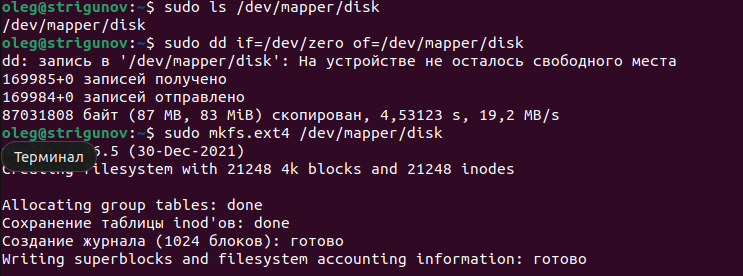 oleg@strigunov:~$ sudo ls /dev/mapper/disk
/dev/mapper/disk
oleg@strigunov:~$ sudo dd if=/dev/zero of=/dev/mapper/disk
dd: запись в '/dev/mapper/disk': На устройстве не осталось свободного места
169985+0 записей получено
169984+0 записей отправлено
87031808 байт (87 MB, 83 MiB) скопирован, 4,53123 s, 19,2 MB/s
oleg@strigunov:~$ sudo mkfs.ext4 /dev/mapper/disk
6.5 (30-Dec-2021)
Терминал
Creating filesystem with 21248 4k blocks and 21248 inodes
Allocating group tables: done
Сохранение таблицы inod'ов: done
Создание журнала (1024 блоков): готово
Writing superblocks and filesystem accounting information: готово